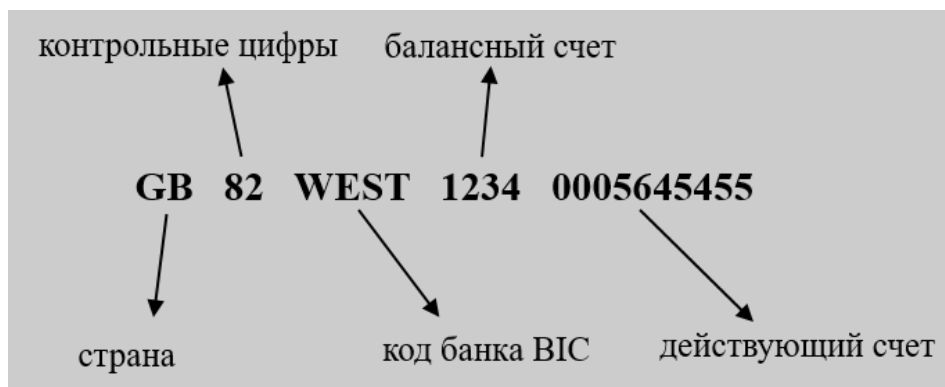 контрольные цифры балансный счет
GB 82 WEST 1234 0005645455
страна код банка BIC действующий счет